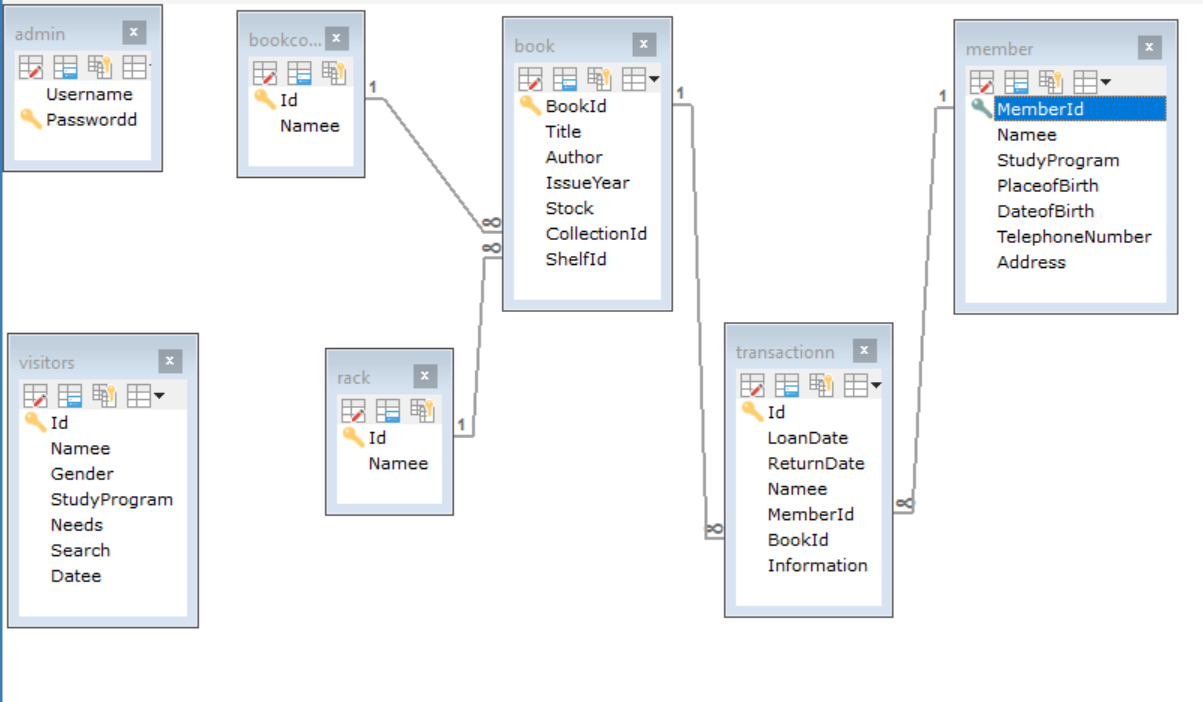 admin
Username
Passwordd
bookco...
Id
Namee
book
BookId
Title
Author
IssueYear
Stock
CollectionId
ShelfId
member
MemberId
Namee
StudyProgram
PlaceofBirth
DateofBirth
TelephoneNumber
Address
1
1
1
∞
∞
visitors
Id
Namee
Gender
StudyProgram
Needs
Search
Datee
rack
Id
Namee
1
transactionn
Id
LoanDate
ReturnDate
Namee
MemberId
BookId
Information
∞
∞